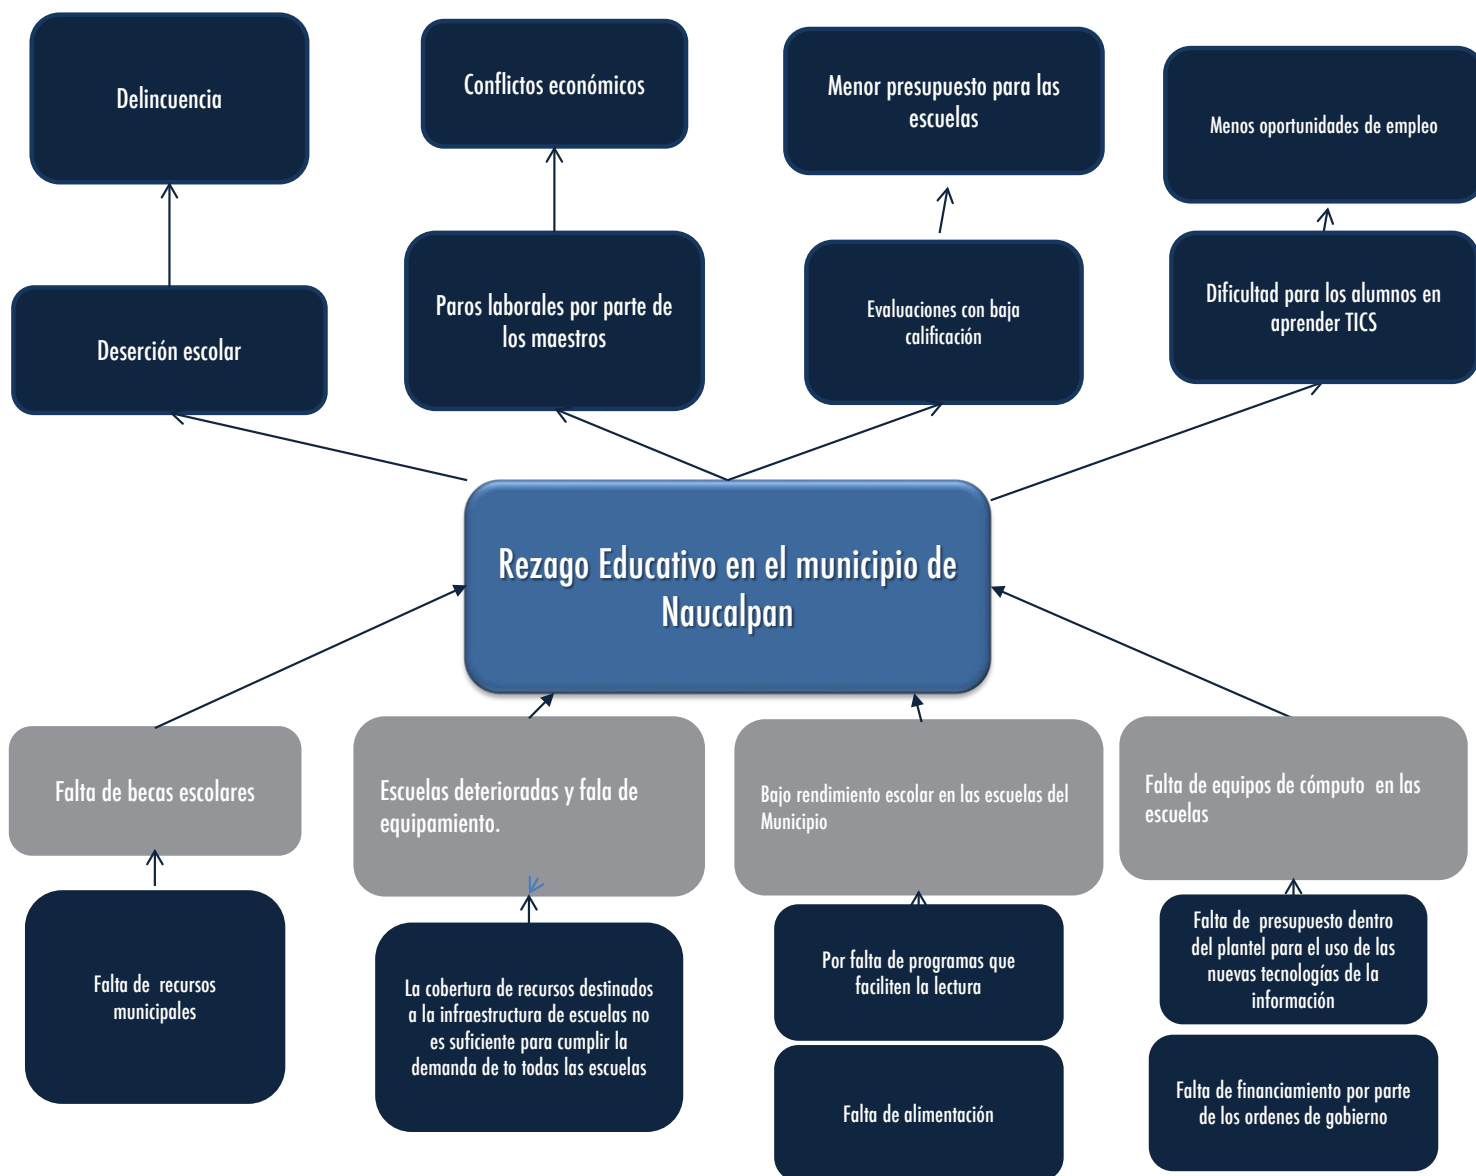 Delincuencia
Conflictos económicos
Menor presupuesto para las
escuelas
Menos oportunidades de empleo
Deserción escolar
Paros laborales por parte de
los maestros
Evaluaciones con baja
calificación
Dificultad para los alumnos en
aprender TICS
Rezago Educativo en el municipio de
Naucalpan
Falta de becas escolares
Escuelas deterioradas y fala de
equipamiento.
Bajo rendimiento escolar en las escuelas del
Municipio
Falta de equipos de cómputo en las
escuelas
Falta de recursos
municipales
La cobertura de recursos destinados
a la infraestructura de escuelas no
es suficiente para cumplir la
demanda de to todas las escuelas
Por falta de programas que
faciliten la lectura
Falta de alimentación
Falta de presupuesto dentro
del plantel para el uso de las
nuevas tecnologías de la
información
Falta de financiamiento por parte
de los ordenes de gobierno